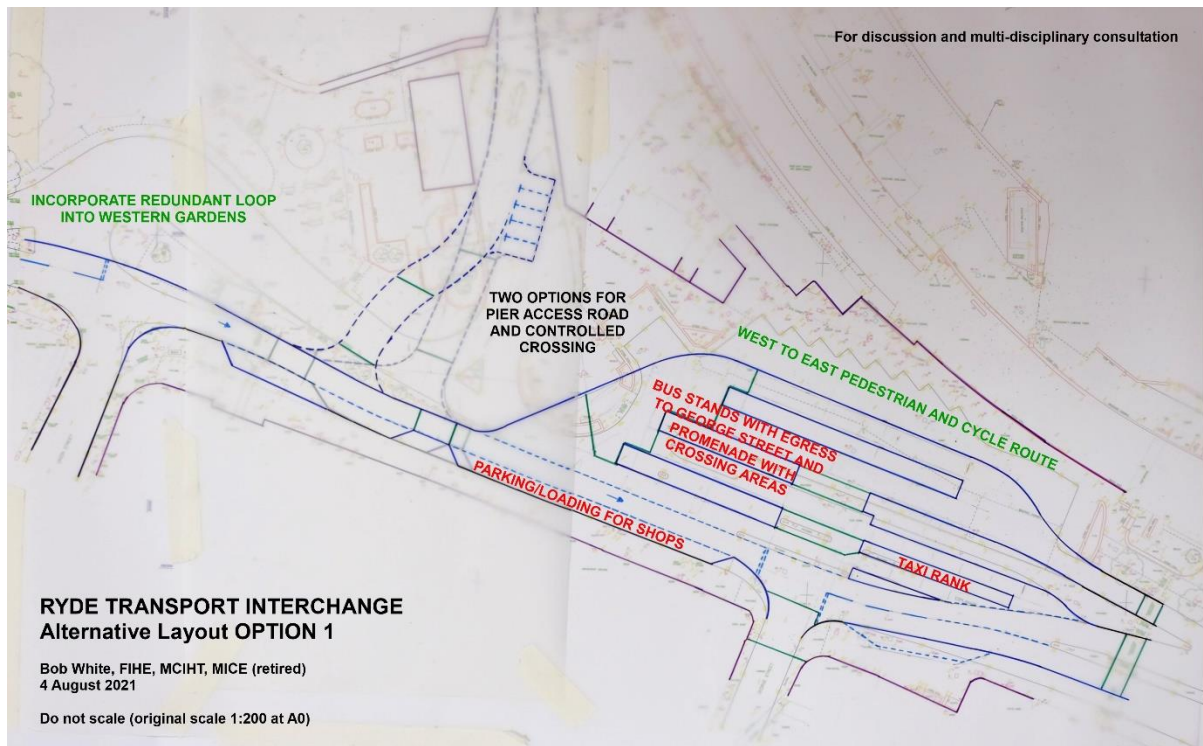 For discussion and multi-disciplinary consultation
INCORPORATE REDUNDANT LOOP
INTO WESTERN GARDENS
TWO OPTIONS FOR
PIER ACCESS ROAD
AND CONTROLLED
CROSSING
WEST TO EAST PEDESTRIAN AND CYCLE ROUTE
BUS STANDS WITH EGRESS
TO GEORGE STREET AND
PROMENADE WITH
CROSSING AREAS
PARKING/LOADING FOR SHOPS
TAXI RANK
RYDE TRANSPORT INTERCHANGE
Alternative Layout OPTION 1
Bob White, FIHE, MCIHT, MICE (retired)
4 August 2021
Do not scale (original scale 1:200 at A0)